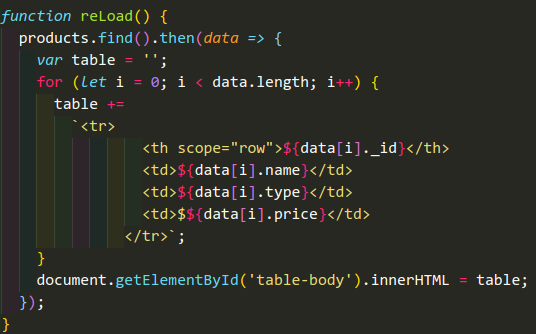 function reLoad() {
  products.find().then(data => {
    var table = '';
    for (let i = 0; i < data.length; i++) {
      table +=
        `<tr>
                <th scope="row">${data[i]._id}</th>
                <td>${data[i].name}</td>
                <td>${data[i].type}</td>
                <td>$${data[i].price}</td>
              </tr>`;
    }
    document.getElementById('table-body').innerHTML = table;
  });
}